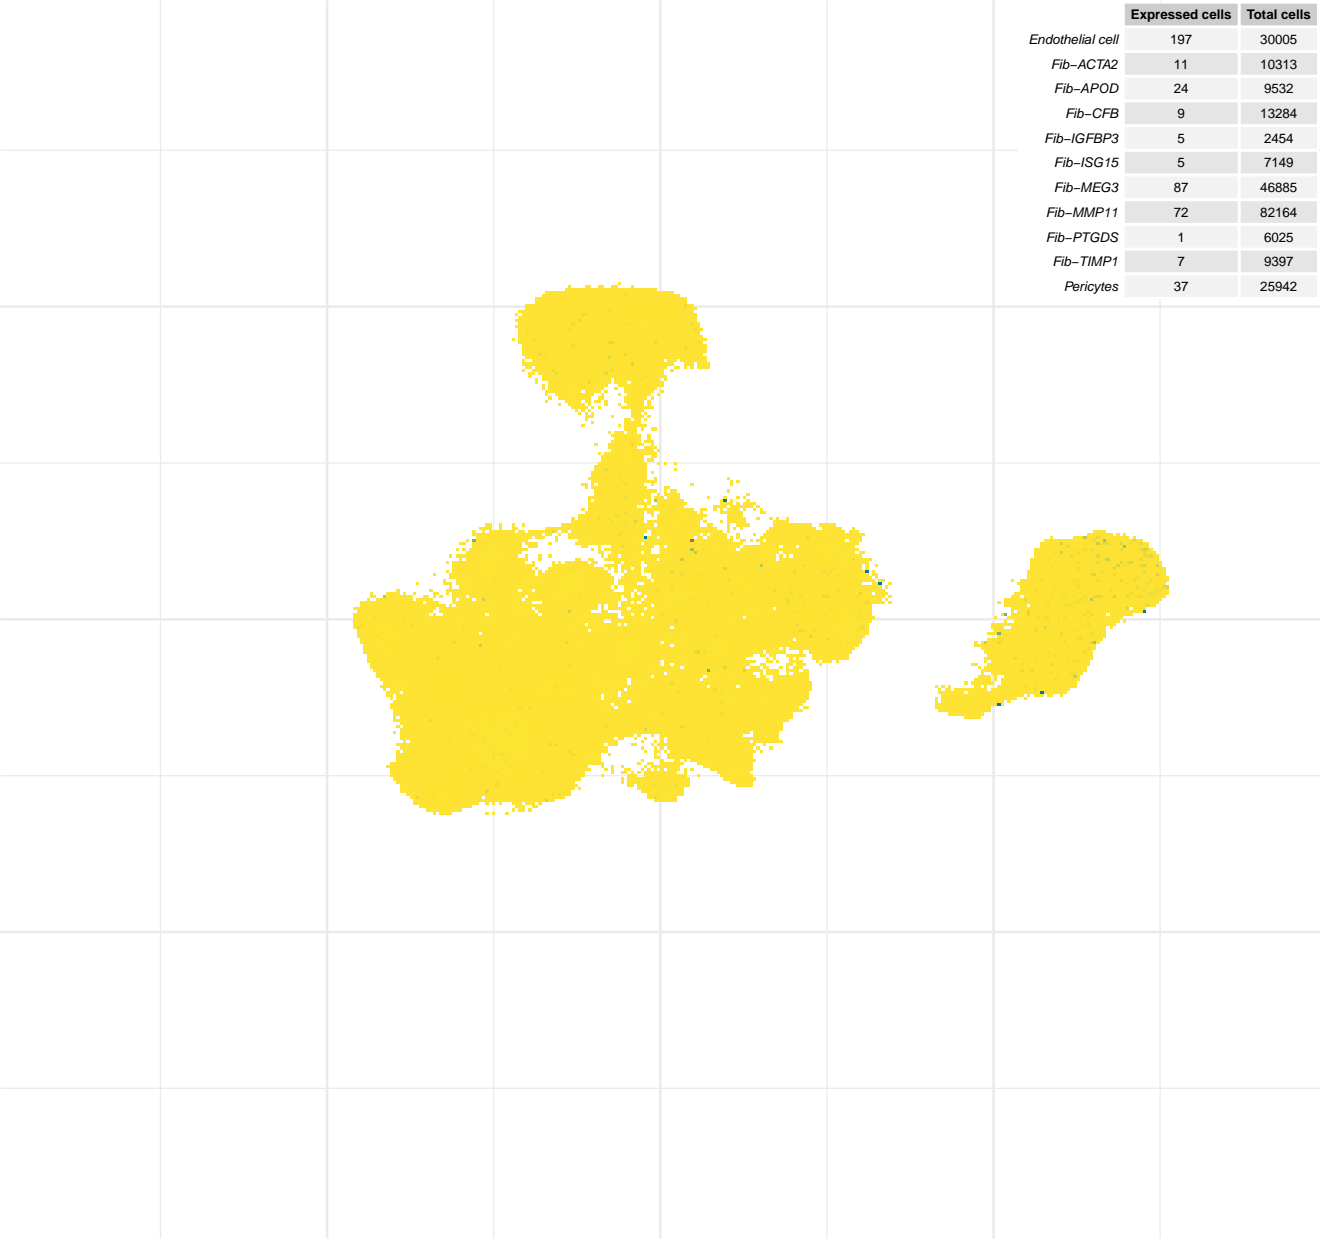 Expressed cells Total cells
Endothelial cell 197 30005
Fib−ACTA2 11 10313
Fib−APOD 24 9532
Fib−CFB 9 13284
Fib−IGFBP3 5 2454
Fib−ISG15 5 7149
Fib−MEG3 87 46885
Fib−MMP11 72 82164
Fib−PTGDS 1 6025
Fib−TIMP1 7 9397
Pericytes 37 25942